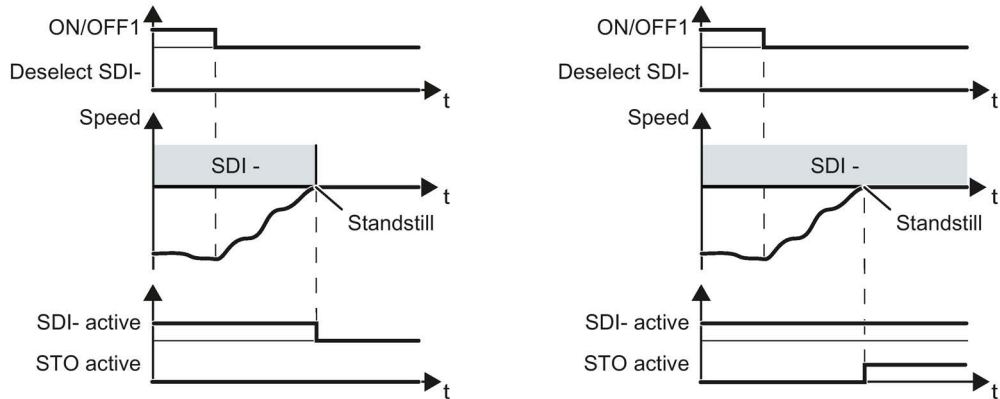 ON/OFF1
Deselect SDI-
t
Speed
SDI -
t
Standstill
SDI- active
STO active
t
ON/OFF1
Deselect SDI-
t
Speed
SDI -
t
Standstill
SDI- active
STO active
t